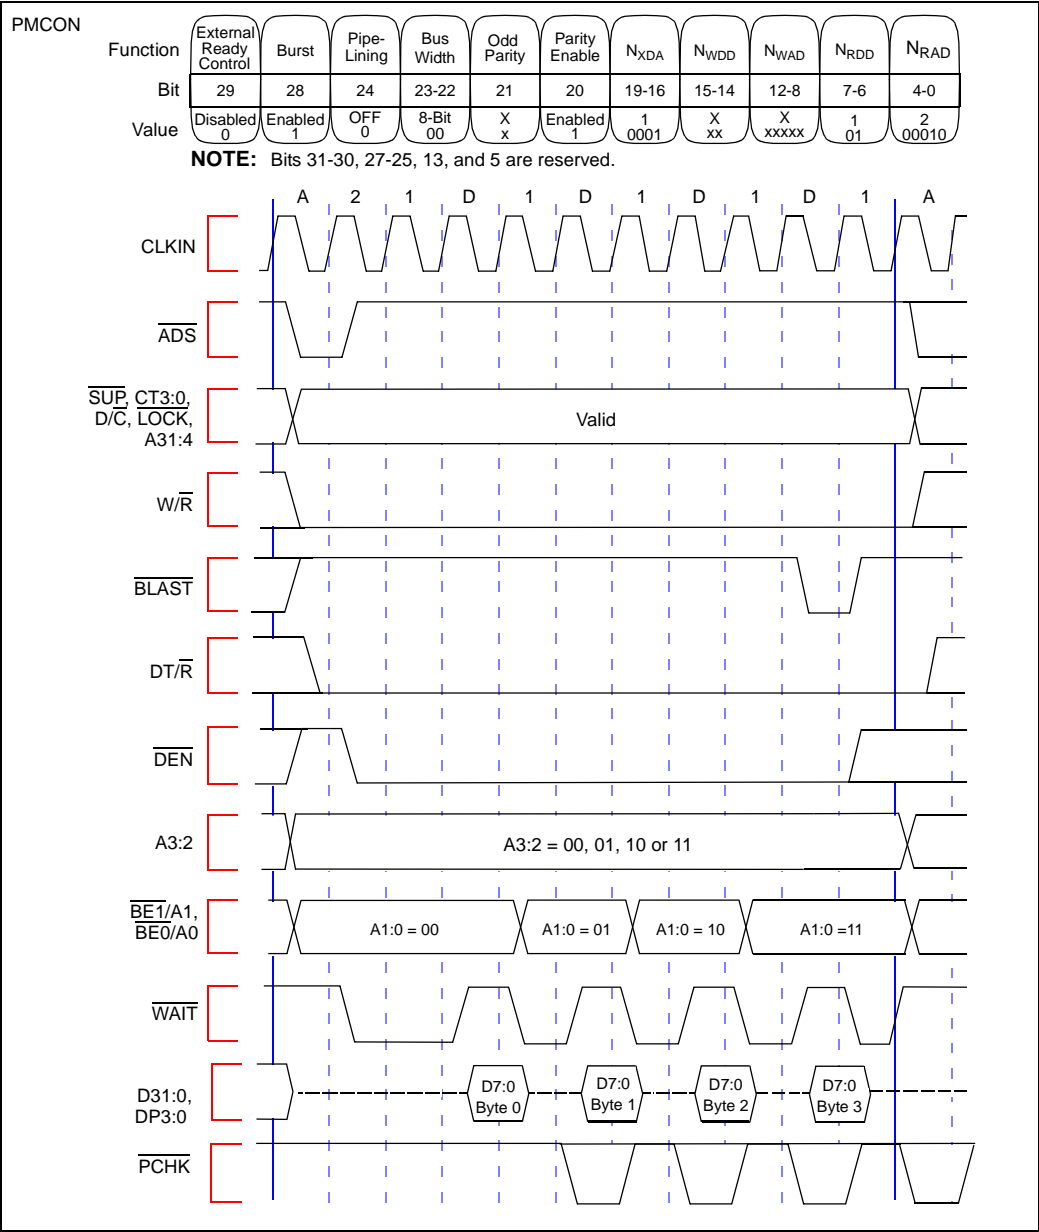 PMCON
Function
External
Ready
Control
Burst
Pipe-
Lining
Bus
Width
Odd
Parity
Parity
Enable
NXDA
NWDD
NWAD
NRDD
NRAD
Bit
29 28 24 23-22 21 20 19-16 15-14 12-8 7-6 4-0
Value
Disabled
0
Enabled
1
OFF
0
8-Bit
00
X
x
Enabled
1
1
0001
X
xx
X
xxxxx
1
01
2
00010
NOTE: Bits 31-30, 27-25, 13, and 5 are reserved.
A 2 1 D 1 D 1 D 1 D 1 A
CLKIN
ADS
SUP, CT3:0,
D/C, LOCK,
A31:4
Valid
W/R
BLAST
DT/R
DEN
A3:2
A3:2 = 00, 01, 10 or 11
BE1/A1,
BE0/A0
A1:0 = 00
A1:0 = 01
A1:0 = 10
A1:0 =11
WAIT
D31:0,
DP3:0
D7:0
Byte 0
D7:0
Byte 1
D7:0
Byte 2
D7:0
Byte 3
PCHK